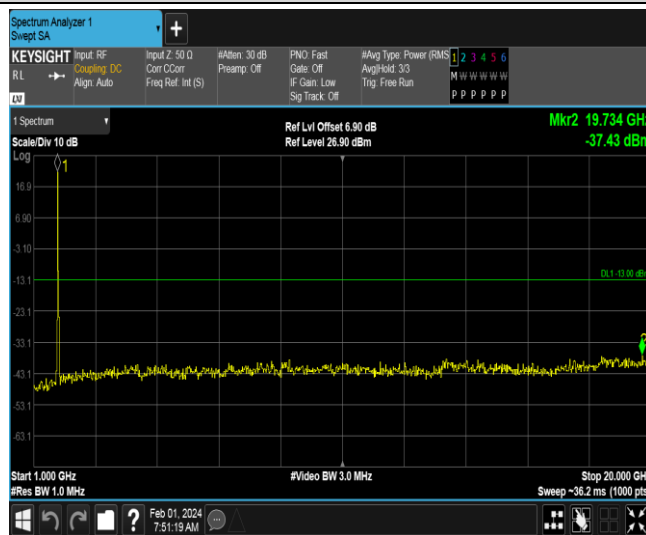 Spectrum Analyzer 1
Swept SA
KEYSIGHT Input: RF Input Z: 50 Ω #Atten: 30 dB PNO: Fast #Avg Type: Power (RMS 1 2 3 4 5 6
RL Coupling: DC Corr CCorr Preamp: Off Gate: Off Avg|Hold: 3/3 M W W W W W
Align: Auto Freq Ref: Int (S) IF Gain: Low Trig: Free Run
LXI Sig Track: Off P P P P P P
1 Spectrum Ref Lvl Offset 6.90 dB Mkr2 19.734 GHz
Scale/Div 10 dB Ref Level 26.90 dBm -37.43 dBm
Log 1
16.9
6.90
-3.10
-13.1 DL1 -13.00 dBm
-23.1
-33.1
-43.1
-53.1
-63.1
Start 1.000 GHz #Video BW 3.0 MHz Stop 20.000 GHz
#Res BW 1.0 MHz Sweep ~36.2 ms (1000 pts
? Feb 01, 2024
7:51:19 AM